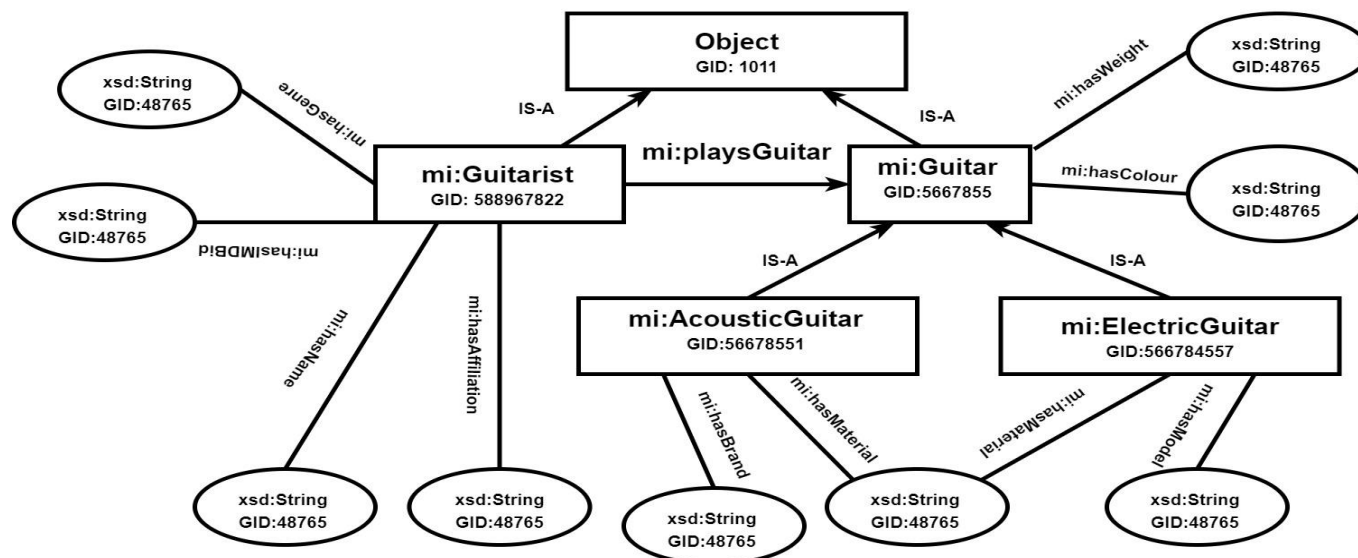 Object
GID: 1011
xsd:String
GID:48765
mi:hasWeight
xsd:String
GID:48765
mi:hasGenre
IS-A
IS-A
mi:Guitarist
GID: 588967822
mi:playsGuitar
mi:Guitar
GID:5667855
mi:hasColour
xsd:String
GID:48765
xsd:String
GID:48765
mi:hasIMDBid
IS-A
IS-A
mi:hasName
mi:hasAffiliation
mi:AcousticGuitar
GID:56678551
mi:ElectricGuitar
GID:566784557
mi:hasBrand
mi:hasMaterial
mi:hasMaterial
mi:hasModel
xsd:String
GID:48765
xsd:String
GID:48765
xsd:String
GID:48765
xsd:String
GID:48765
xsd:String
GID:48765